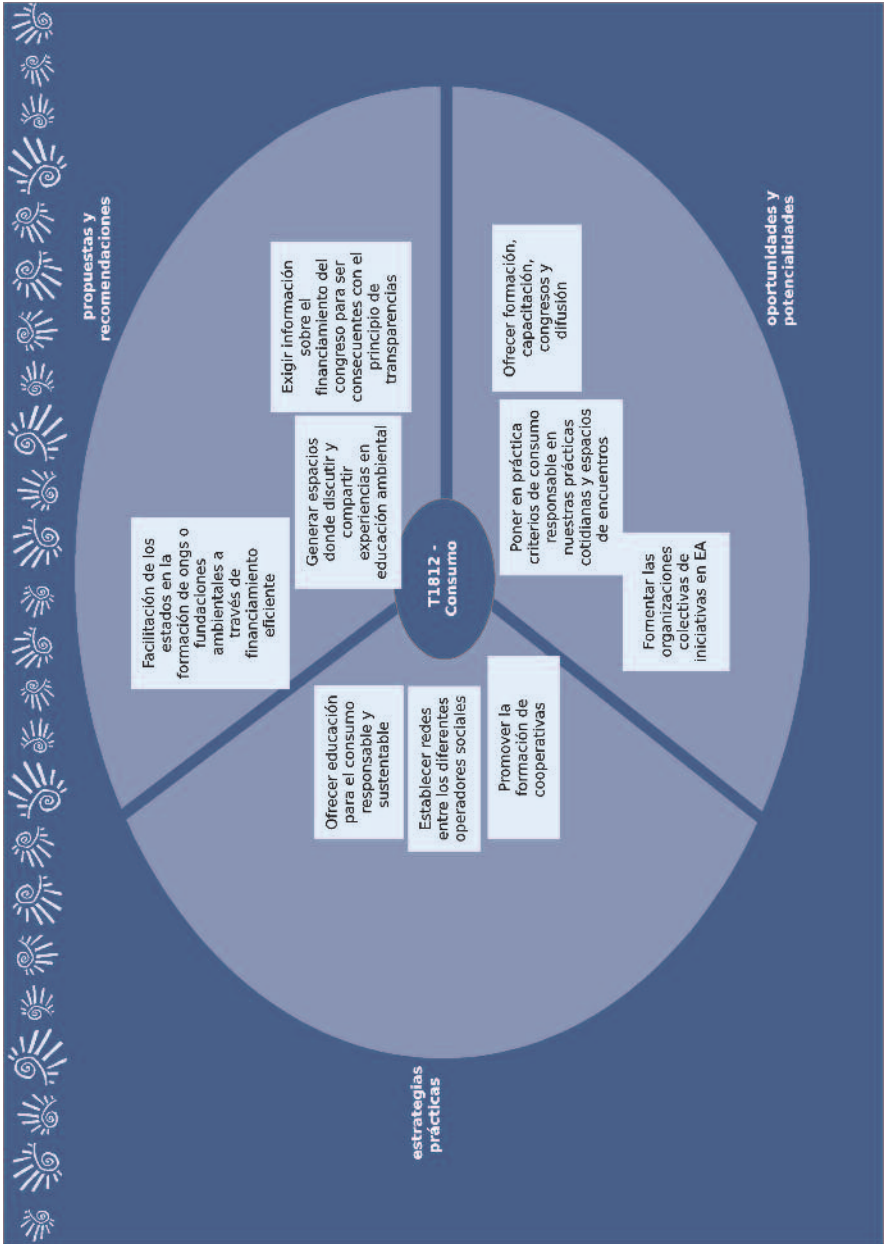 propuestas y
recomendaciones
Facilitación de los
estados en la
formación de ongs o
fundaciones
ambientales a
través de
financiamiento
eficiente
Generar espacios
donde discutir y
compartir
experiencias en
educación ambiental
Exigir información
sobre el
financiamiento del
congreso para ser
consecuentes con el
principio de
transparencias
T1812 -
Consumo
estrategias
prácticas
Ofrecer educación
para el consumo
responsable y
sustentable
Establecer redes
entre los diferentes
operadores sociales
Promover la
formación de
cooperativas
oportunidades y
potencialidades
Ofrecer formación,
capacitación,
congresos y
difusión
Poner en práctica
criterios de consumo
responsable en
nuestras prácticas
cotidianas y espacios
de encuentros
Fomentar las
organizaciones
colectivas de
iniciativas en EA